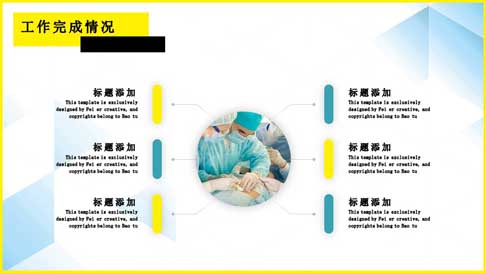 工作完成情况
标题添加
This template is exclusively
designed by Fei er creative, and
copyrights belong to Bao tu
标题添加
This template is exclusively
designed by Fei er creative, and
copyrights belong to Bao tu
标题添加
This template is exclusively
designed by Fei er creative, and
copyrights belong to Bao tu
标题添加
This template is exclusively
designed by Fei er creative, and
copyrights belong to Bao tu
标题添加
This template is exclusively
designed by Fei er creative, and
copyrights belong to Bao tu
标题添加
This template is exclusively
designed by Fei er creative, and
copyrights belong to Bao tu